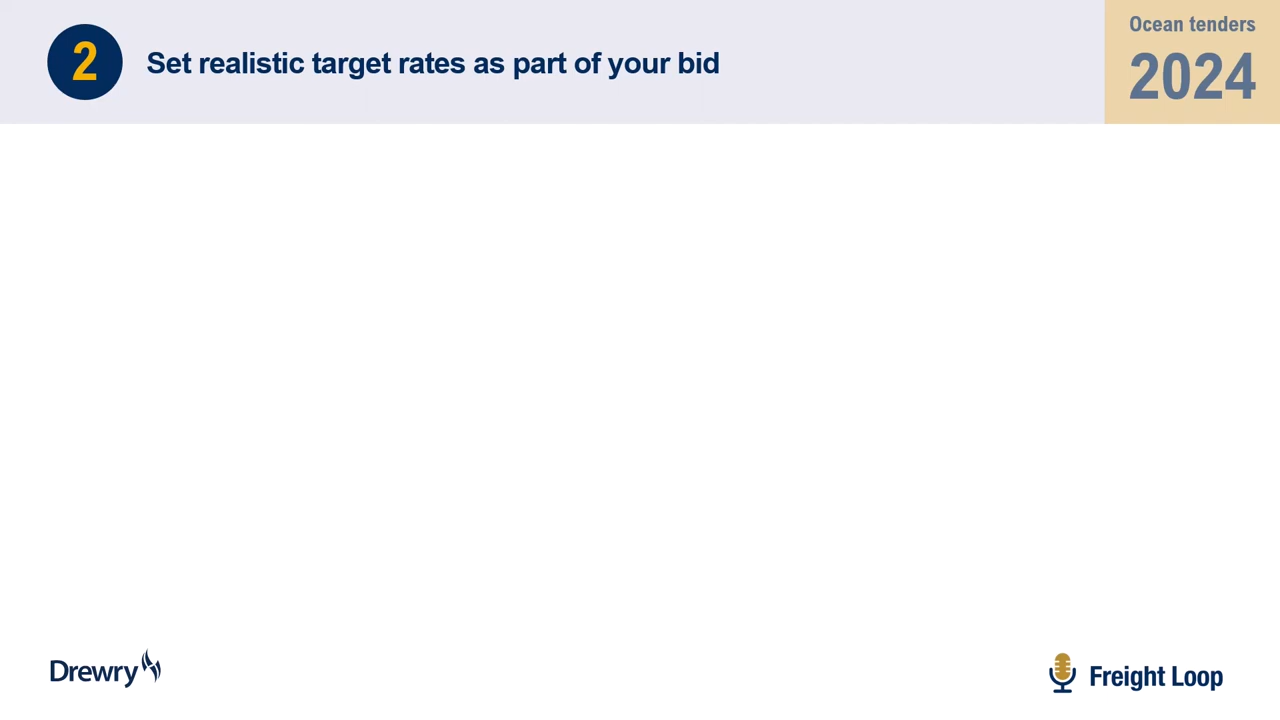 2
Set realistic target rates as part of your bid
Ocean tenders
2024
Drewry
Freight Loop